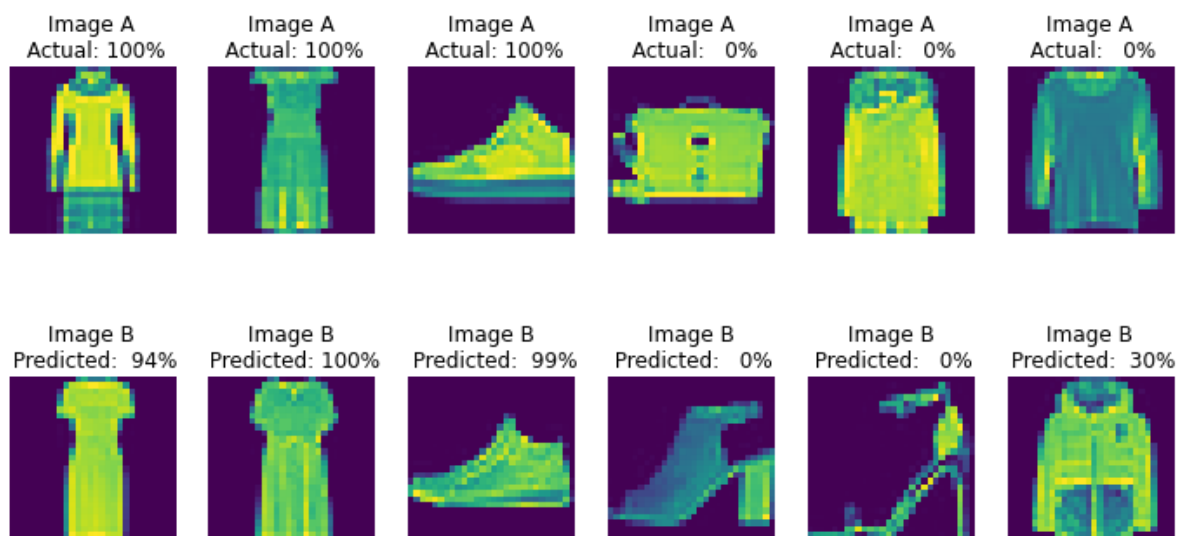 Image A Image A Image A Image A Image A Image A
Actual: 100% Actual: 100% Actual: 100% Actual: 0% Actual: 0% Actual: 0%
Image B Image B Image B Image B Image B Image B
Predicted: 94% Predicted: 100% Predicted: 99% Predicted: 0% Predicted: 0% Predicted: 30%